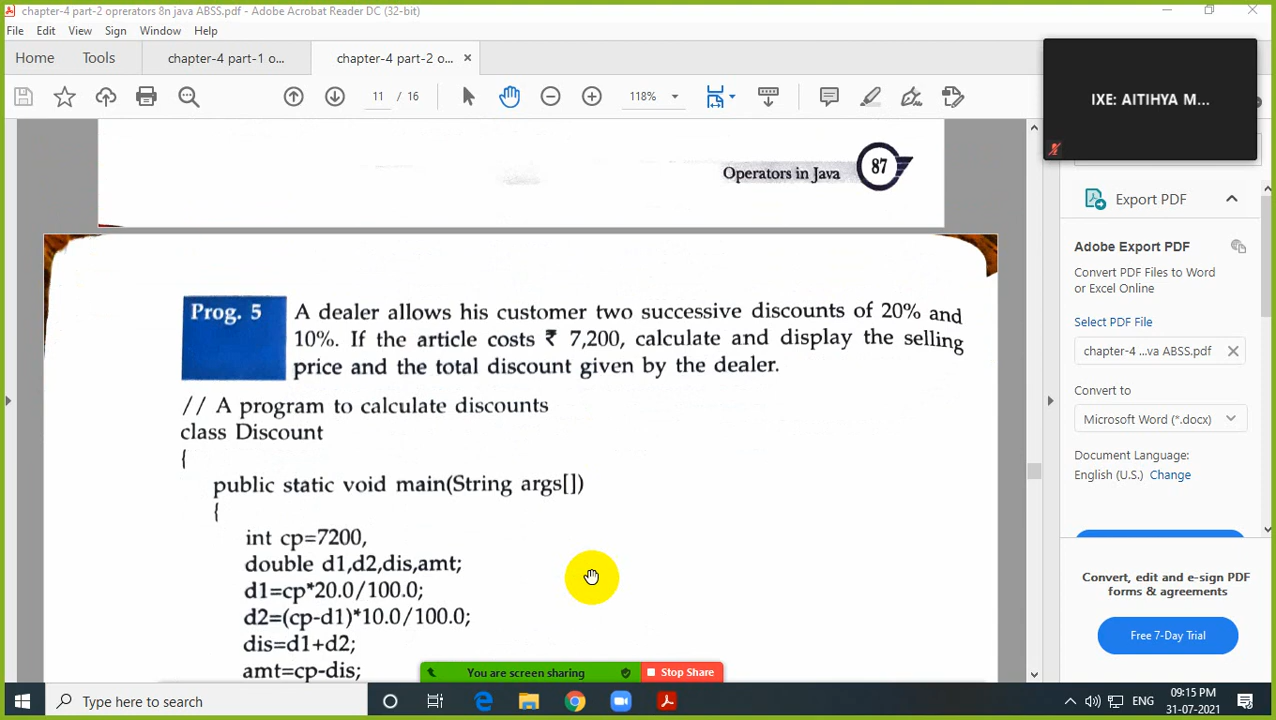 chapter-4 part-2 oprerators 8n java ABSS.pdf - Adobe Acrobat Reader DC (32-bit)
File Edit View Sign Window Help
Home Tools chapter-4 part-1 o... chapter-4 part-2 o... ×
11 / 16 118%
IXE: AITIHYA M...
Operators in Java 87
Prog. 5 A dealer allows his customer two successive discounts of 20% and
10%. If the article costs ₹ 7,200, calculate and display the selling
price and the total discount given by the dealer.
// A program to calculate discounts
class Discount
{
public static void main(String args[])
{
int cp=7200,
double d1,d2,dis,amt;
d1=cp*20.0/100.0;
d2=(cp-d1)*10.0/100.0;
dis=d1+d2;
amt=cp-dis;
Export PDF
Adobe Export PDF
Convert PDF Files to Word
or Excel Online
Select PDF File
chapter-4 ...va ABSS.pdf
Convert to
Microsoft Word (*.docx)
Document Language:
English (U.S.) Change
Convert, edit and e-sign PDF
forms & agreements
Free 7-Day Trial
You are screen sharing Stop Share
Type here to search
ENG
09:15 PM
31-07-2021